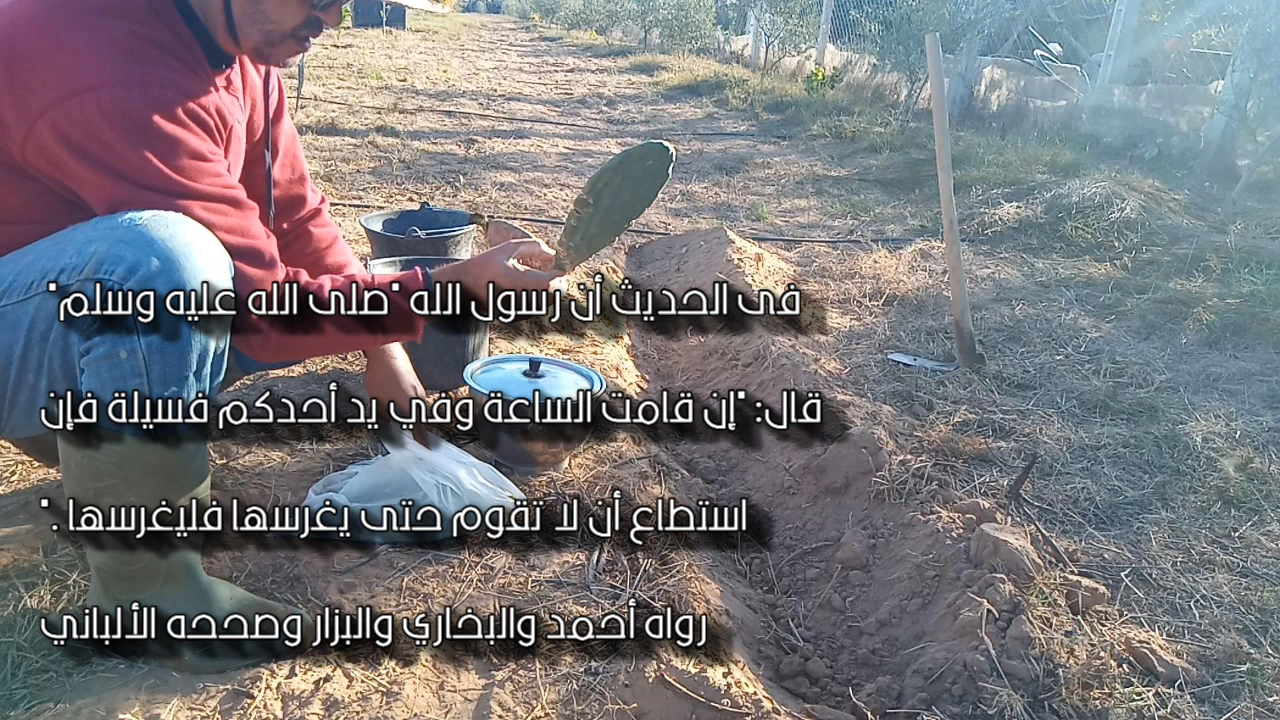 فى الحديث أن رسول الله "صلى الله عليه وسلم"
قال: "إن قامت الساعة وفي يد أحدكم فسيلة فإن
استطاع أن لا تقوم حتى يغرسها فليغرسها ."
رواه أحمد والبخاري والبزار وصححه الألباني